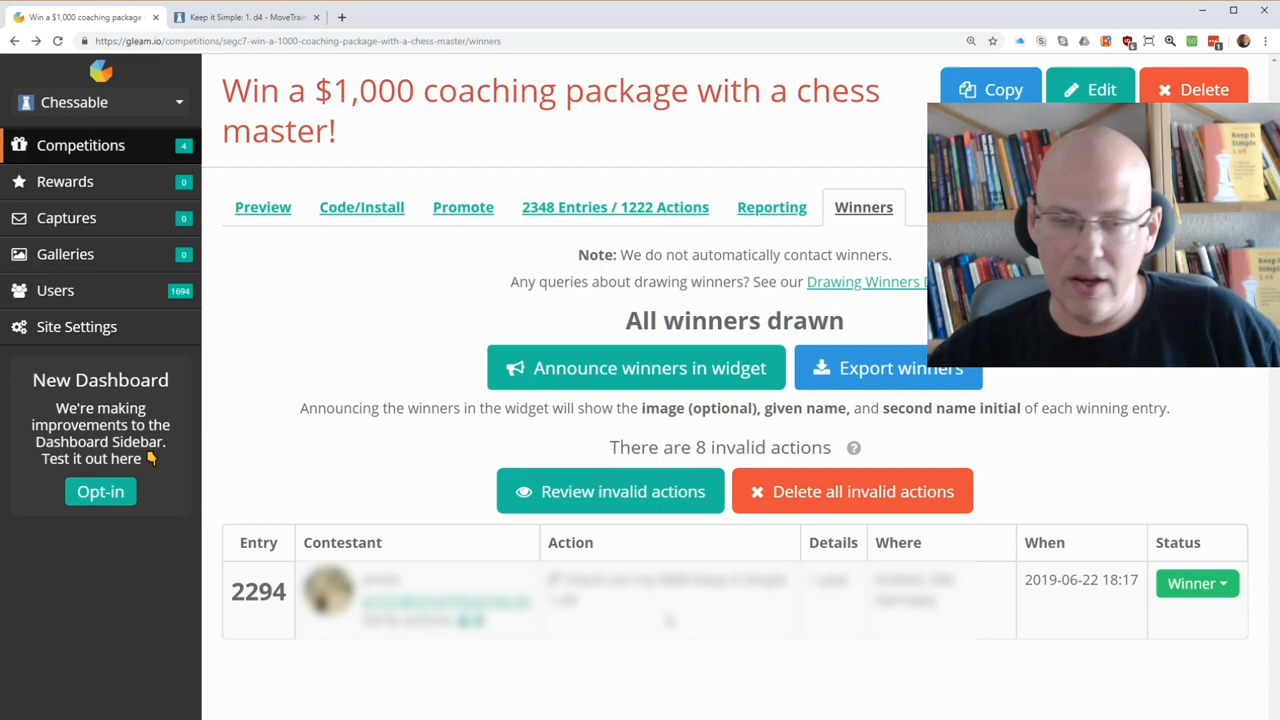 Win a $1,000 coaching package
Keep it Simple: 1. d4 - MoveTrain
https://gleam.io/competitions/segc7-win-a-1000-coaching-package-with-a-chess-master/winners
Chessable
Competitions 4
Rewards 0
Captures 0
Galleries 0
Users 1694
Site Settings
New Dashboard
We're making
improvements to the
Dashboard Sidebar.
Test it out here 👇
Opt-in
Win a $1,000 coaching package with a chess
master!
Copy Edit Delete
Preview Code/Install Promote 2348 Entries / 1222 Actions Reporting Winners
Note: We do not automatically contact winners.
Any queries about drawing winners? See our Drawing Winners
All winners drawn
Announce winners in widget Export winners
Announcing the winners in the widget will show the image (optional), given name, and second name initial of each winning entry.
There are 8 invalid actions ?
Review invalid actions Delete all invalid actions
Entry Contestant Action Details Where When Status
2294 2019-06-22 18:17 Winner
Keep it
Simple
1.d4